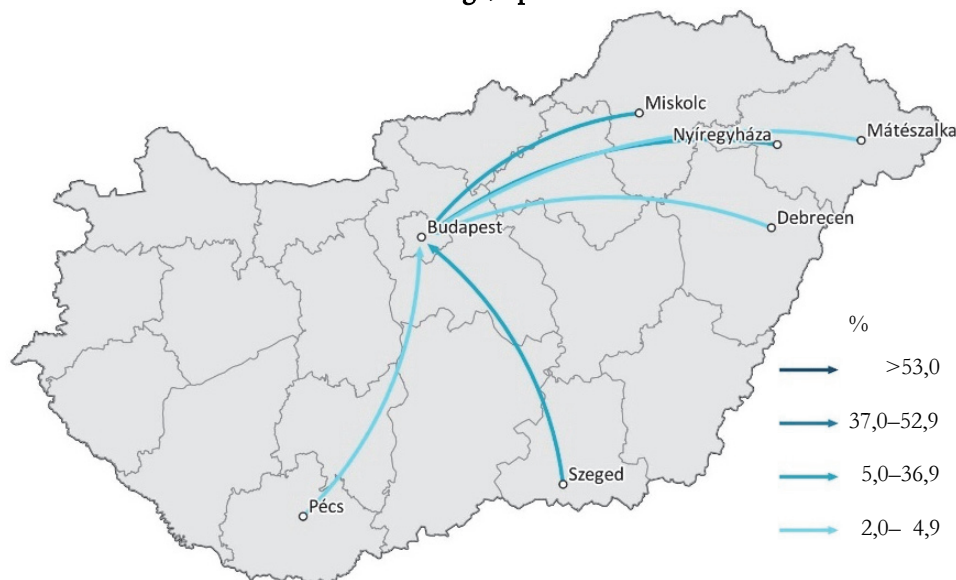 Miskolc
Nyíregyháza
Mátészalka
Debrecen
Budapest
Szeged
Pécs
%
>53,0
37,0–52,9
5,0–36,9
2,0– 4,9